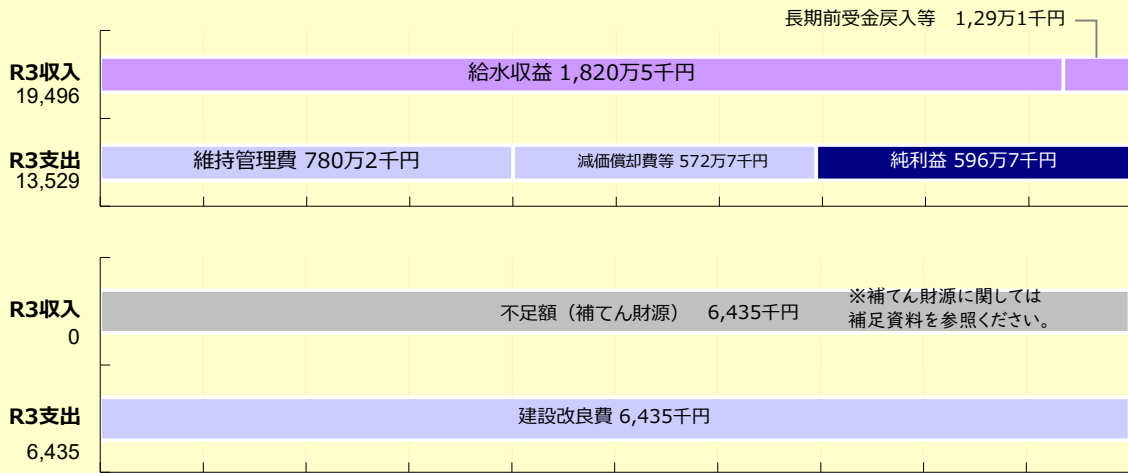 長期前受金戻入等　1,29万1千円
R3収入
19,496
給水収益 1,820万5千円
R3支出
13,529
維持管理費 780万2千円
減価償却費等 572万7千円
純利益 596万7千円
R3収入
0
不足額（補てん財源）　6,435千円
※補てん財源に関しては
補足資料を参照ください。
R3支出
6,435
建設改良費 6,435千円